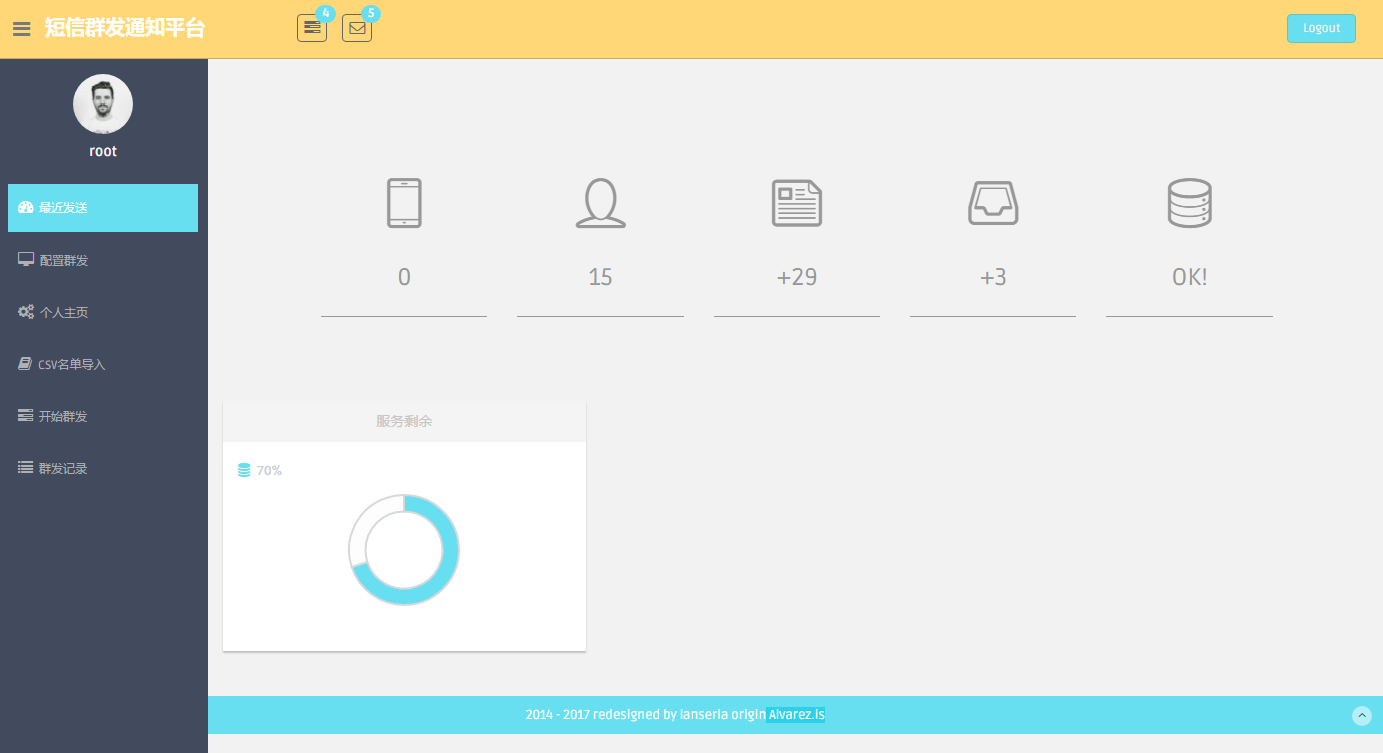 短信群发通知平台
4
5
Logout
root
最近发送
配置群发
个人主页
CSV名单导入
开始群发
群发记录
0
15
+29
+3
OK!
服务剩余
70%
2014 - 2017 redesigned by lanseria origin Alvarez.is